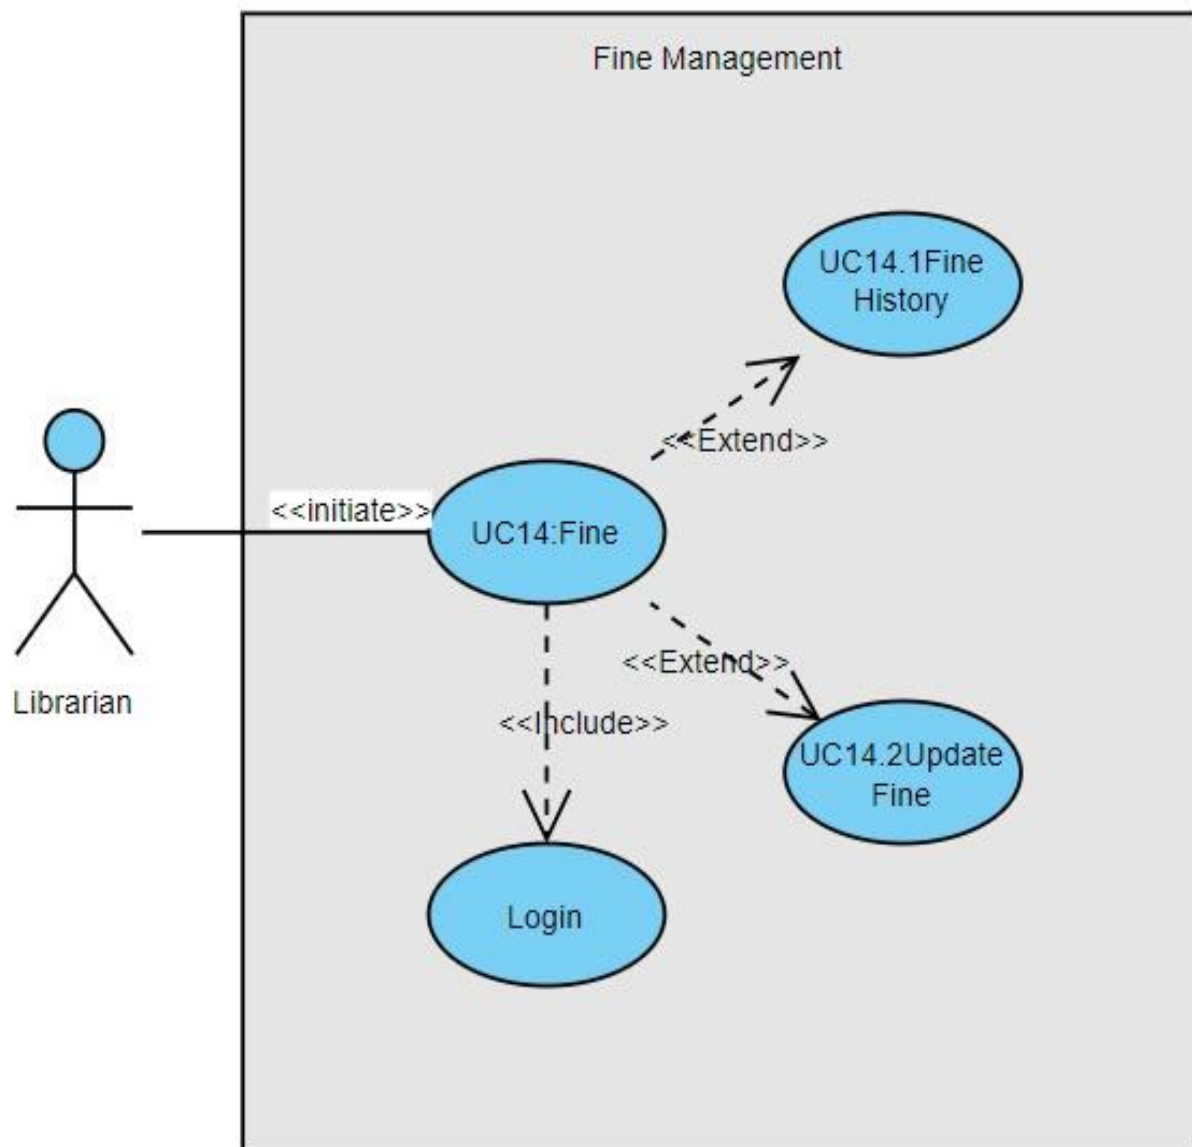 Fine Management
UC14.1Fine
History
<<Extend>>
<<initiate>>
UC14:Fine
<<Extend>>
Librarian
<<Include>>
UC14.2Update
Fine
Login